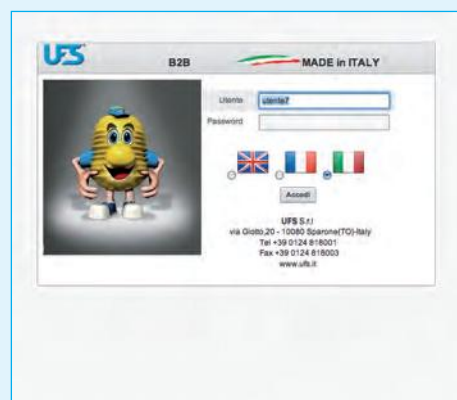 UFS
B2B
MADE in ITALY
Utente utente7
Password
Accedi
UFS S.r.l
via Giotto,20 - 10080 Sparone(TO)-Italy
Tel +39 0124 818001
Fax +39 0124 818003
www.ufs.it